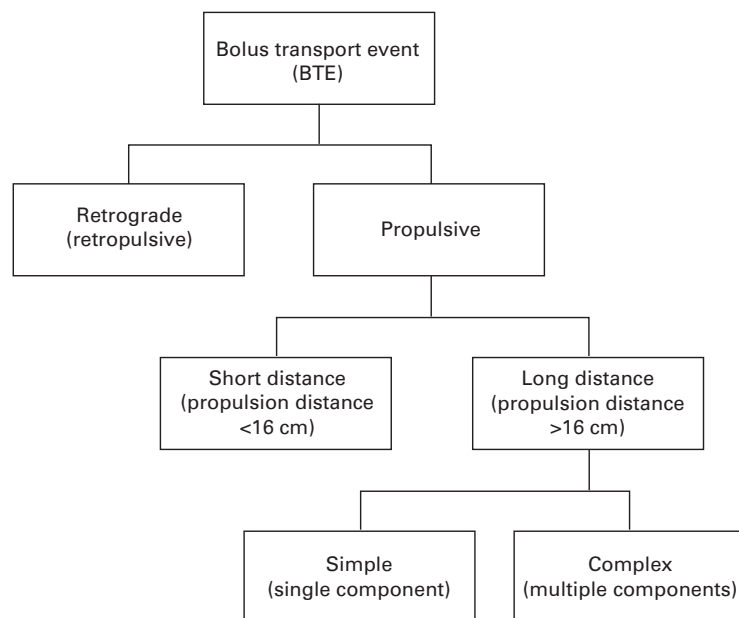 Bolus transport event
(BTE)
Retrograde
(retropulsive)
Propulsive
Short distance
(propulsion distance
<16 cm)
Long distance
(propulsion distance
>16 cm)
Simple
(single component)
Complex
(multiple components)